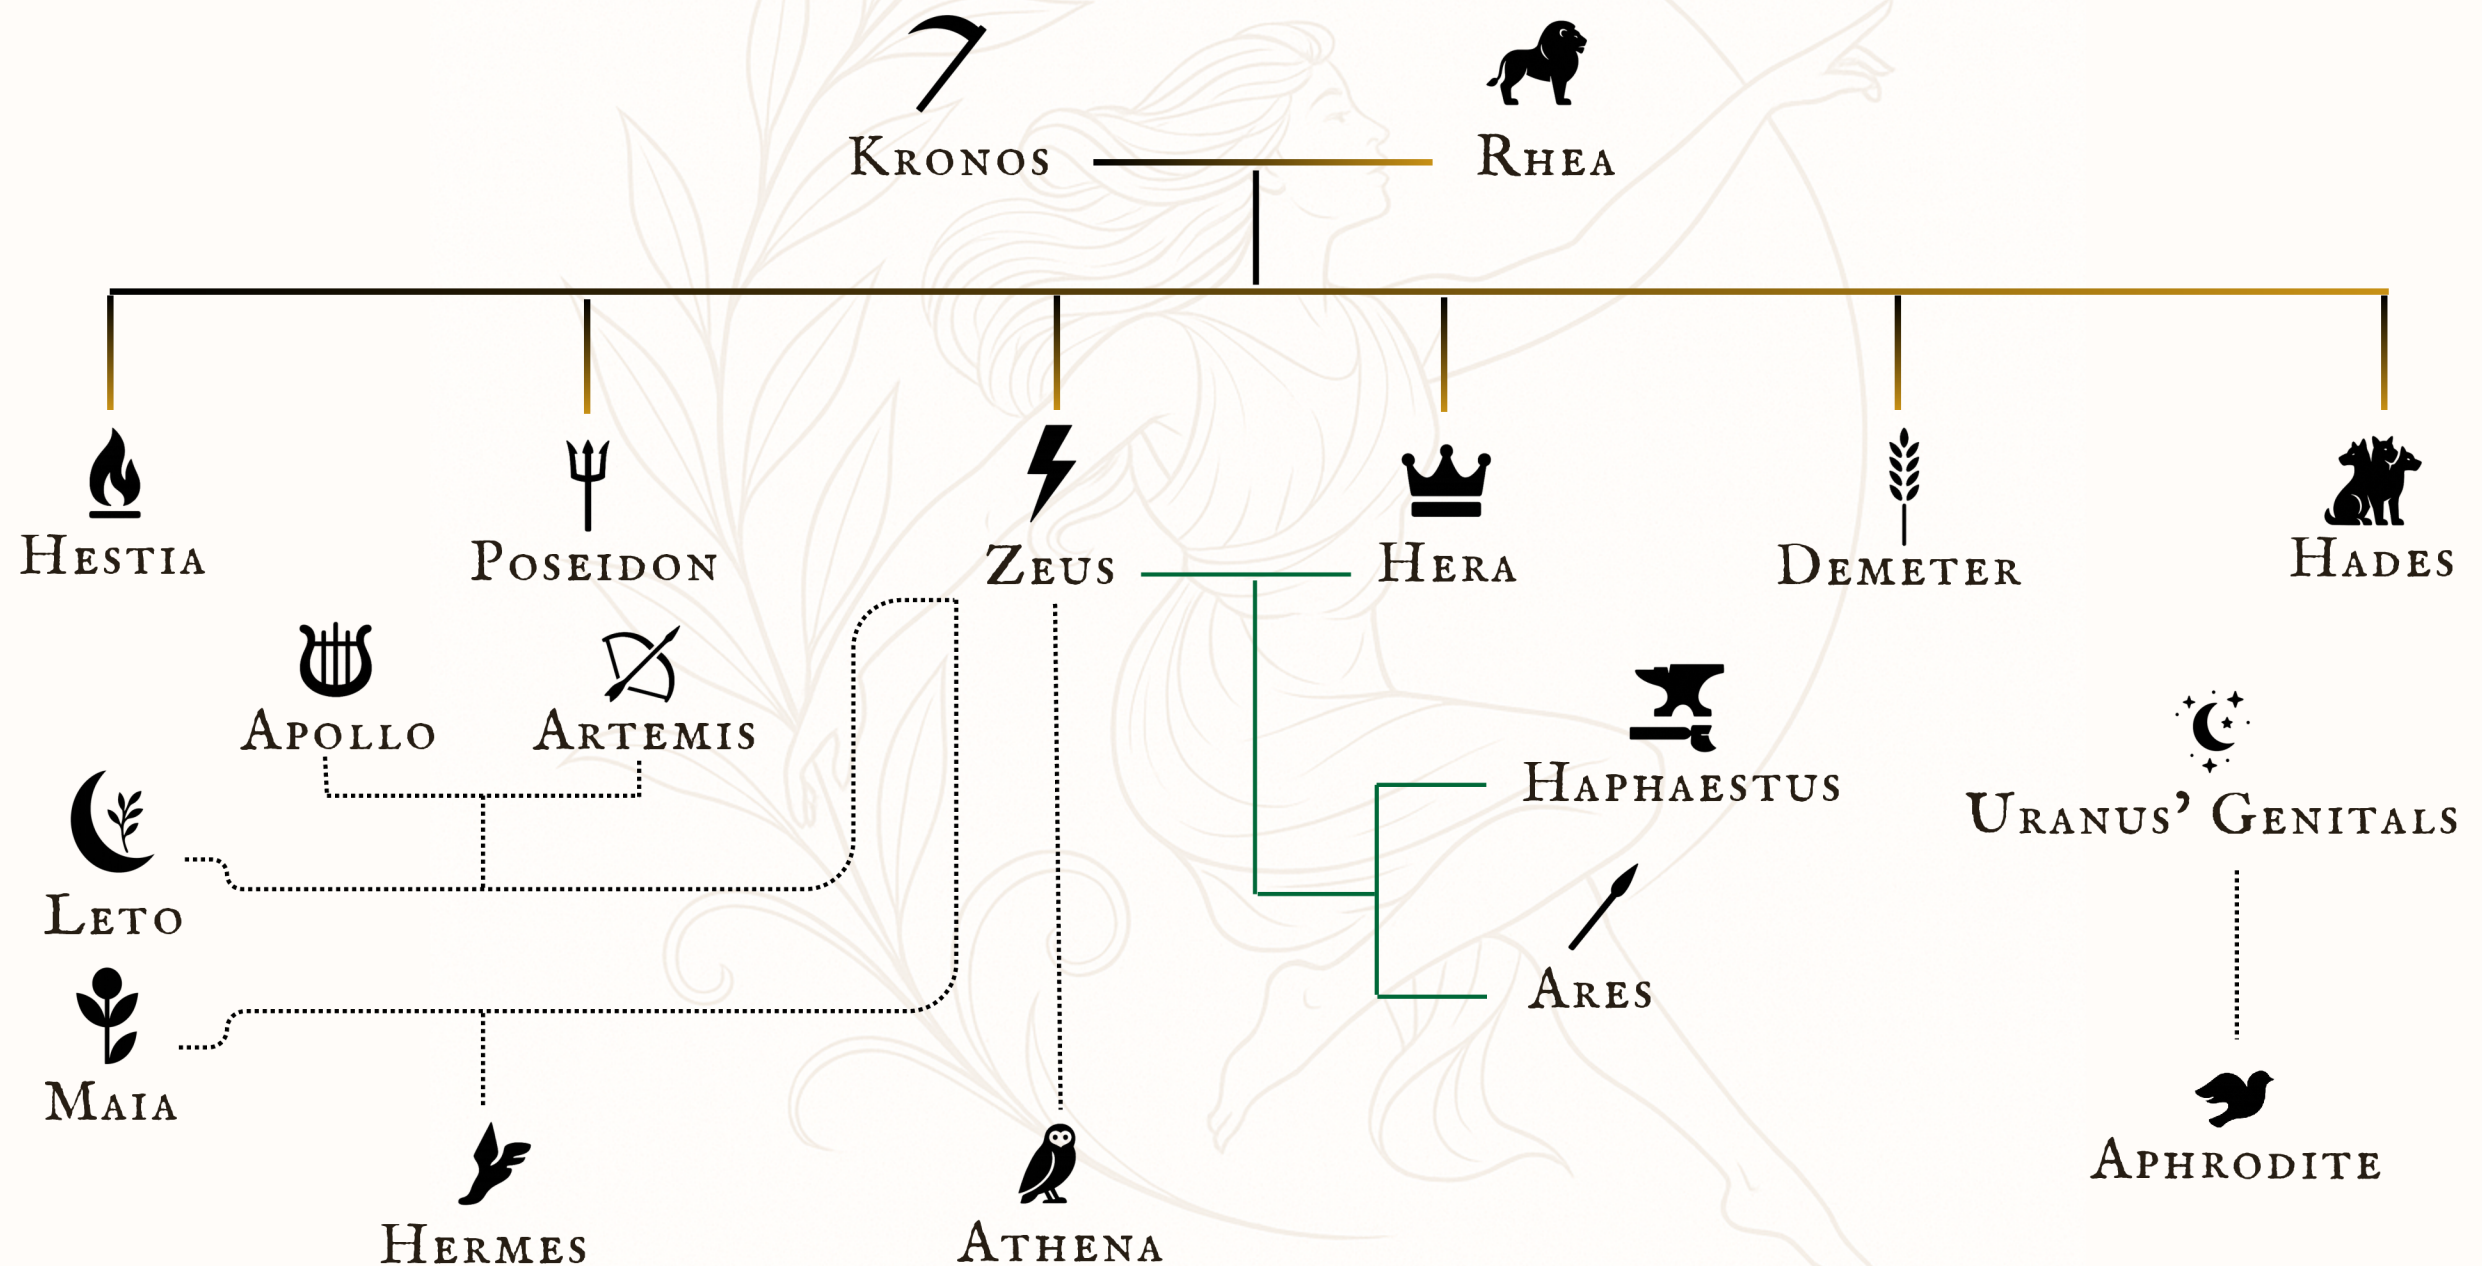 Kronos
Rhea
Hestia
Poseidon
Zeus
Hera
Demeter
Hades
Apollo
Artemis
Haphaestus
Uranus’ Genitals
Leto
Ares
Maia
Aphrodite
Hermes
Athena